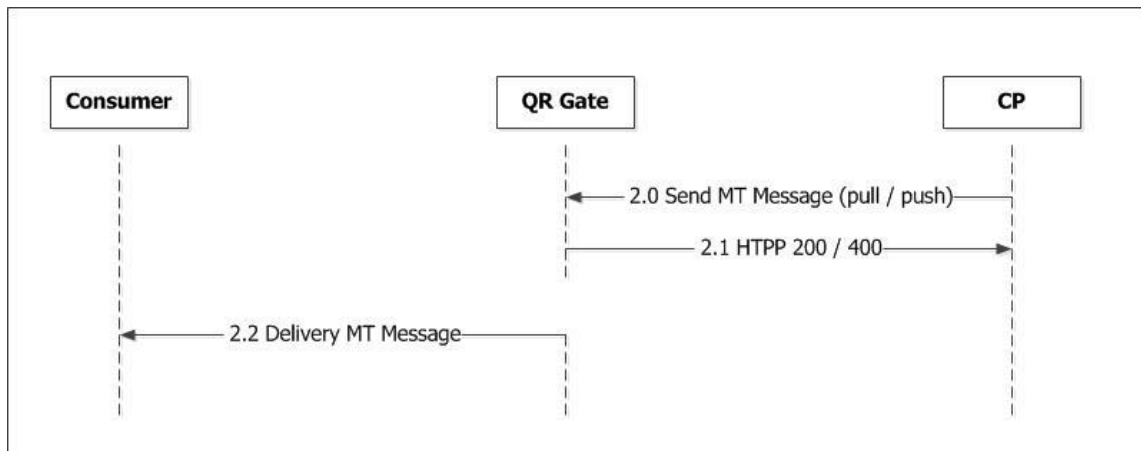 Consumer
QR Gate
CP
2.0 Send MT Message (pull / push)
2.1 HTPP 200 / 400
2.2 Delivery MT Message